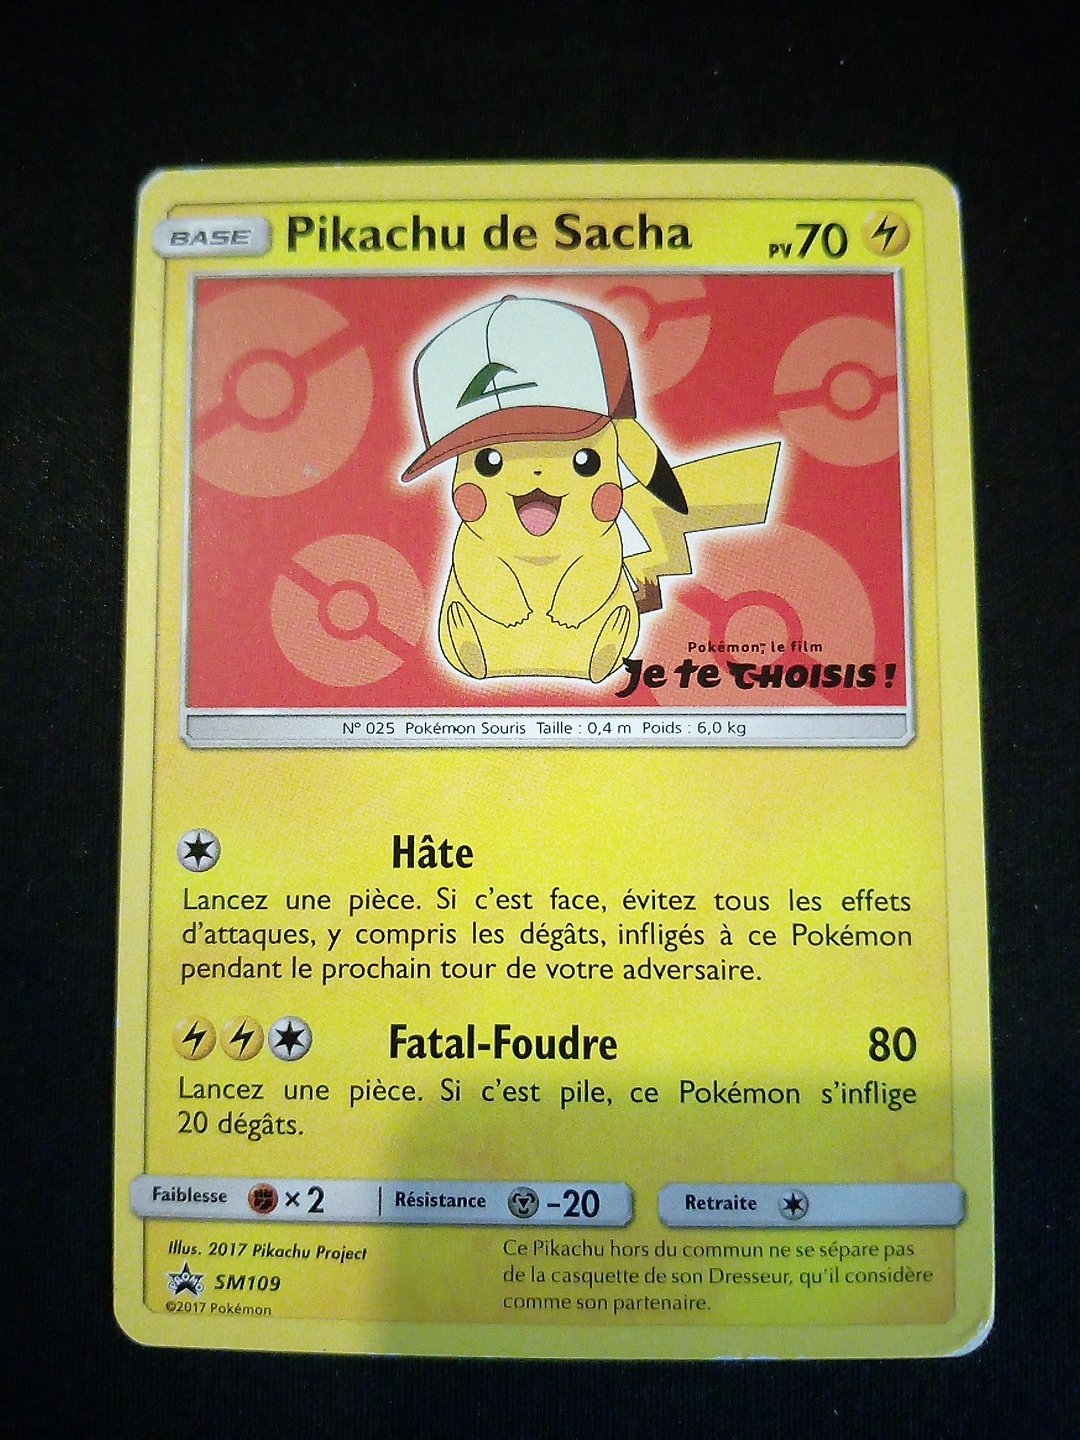 BASE Pikachu de Sacha PV70
Pokémon, le film
Je te CHOISIS !
N° 025 Pokémon Souris Taille : 0,4 m Poids : 6,0 kg
Hâte
Lancez une pièce. Si c'est face, évitez tous les effets
d'attaques, y compris les dégâts, infligés à ce Pokémon
pendant le prochain tour de votre adversaire.
Fatal-Foudre 80
Lancez une pièce. Si c'est pile, ce Pokémon s'inflige
20 dégâts.
Faiblesse ×2 Résistance -20 Retraite
Illus. 2017 Pikachu Project
SM109
©2017 Pokémon
Ce Pikachu hors du commun ne se sépare pas
de la casquette de son Dresseur, qu'il considère
comme son partenaire.